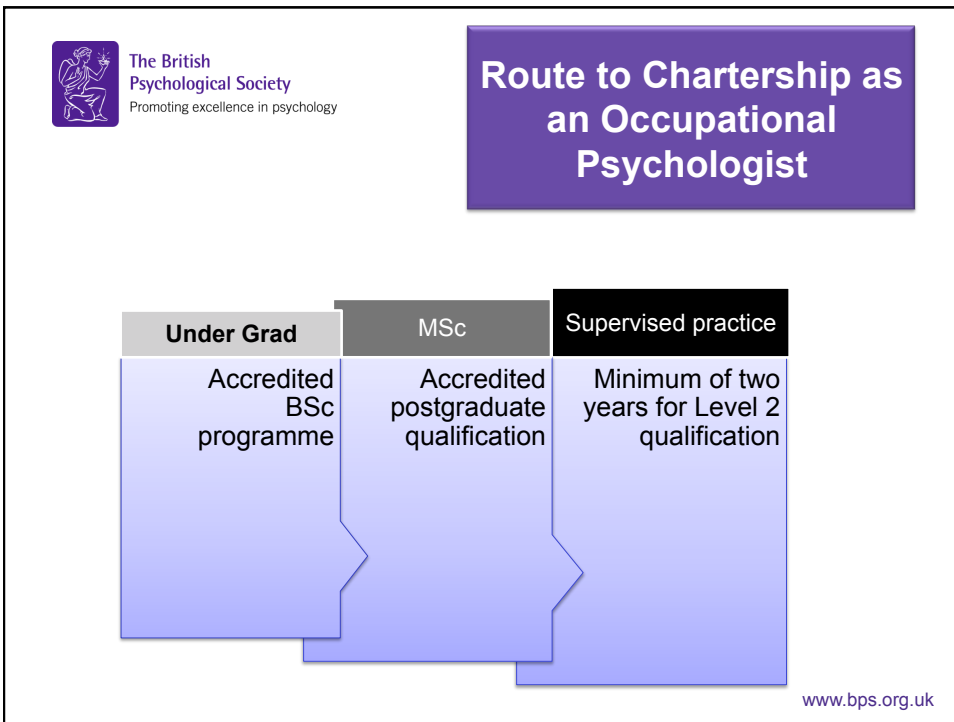 The British
Psychological Society
Promoting excellence in psychology
Route to Chartership as
an Occupational
Psychologist
Under Grad
Accredited
BSc
programme
MSc
Accredited
postgraduate
qualification
Supervised practice
Minimum of two
years for Level 2
qualification
www.bps.org.uk